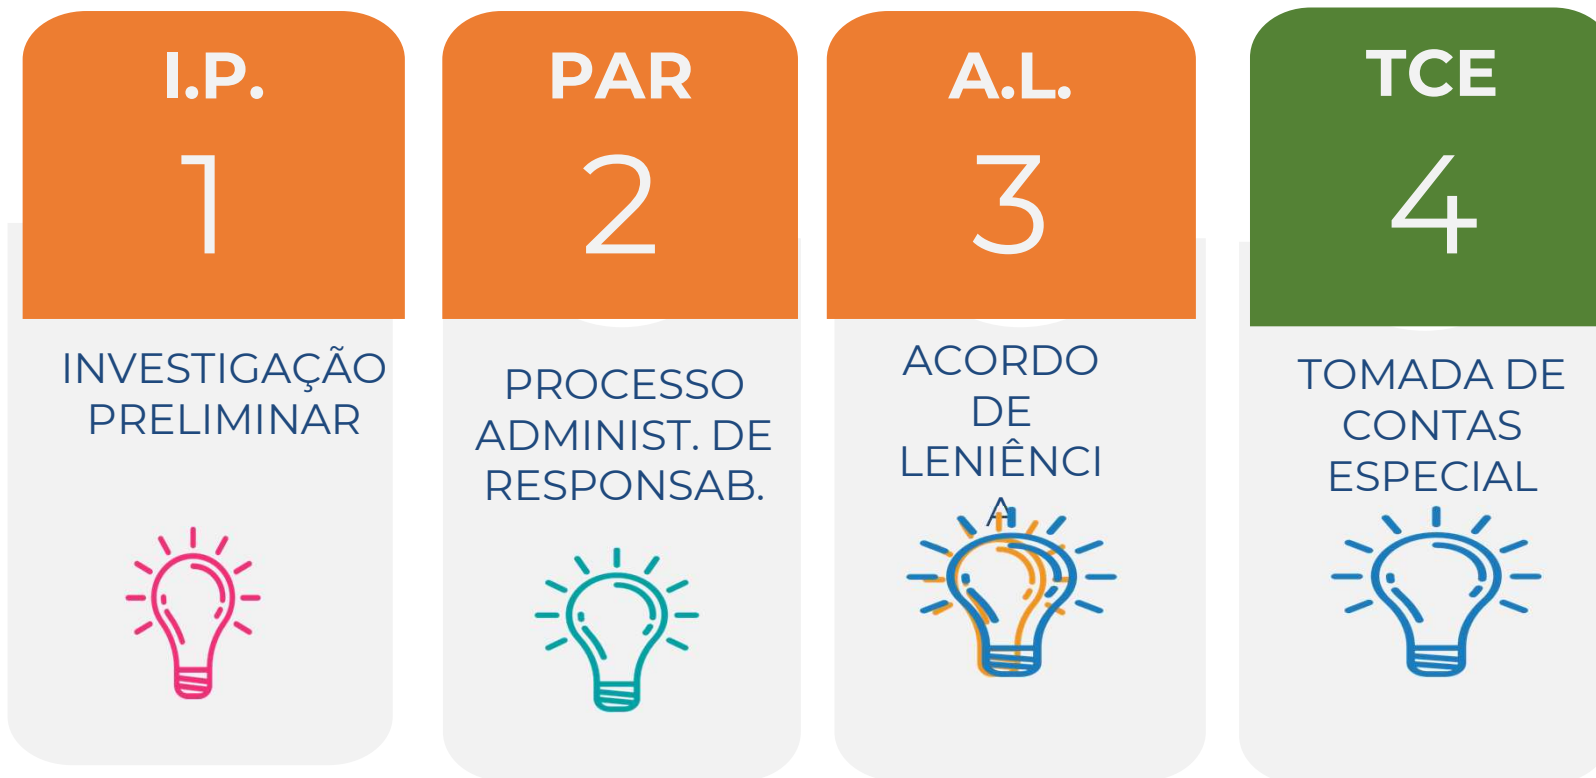 I.P.
1
INVESTIGAÇÃO
PRELIMINAR
PAR
2
PROCESSO
ADMINIST. DE
RESPONSAB.
A.L.
3
ACORDO
DE
LENIÊNCI
A
TCE
4
TOMADA DE
CONTAS
ESPECIAL